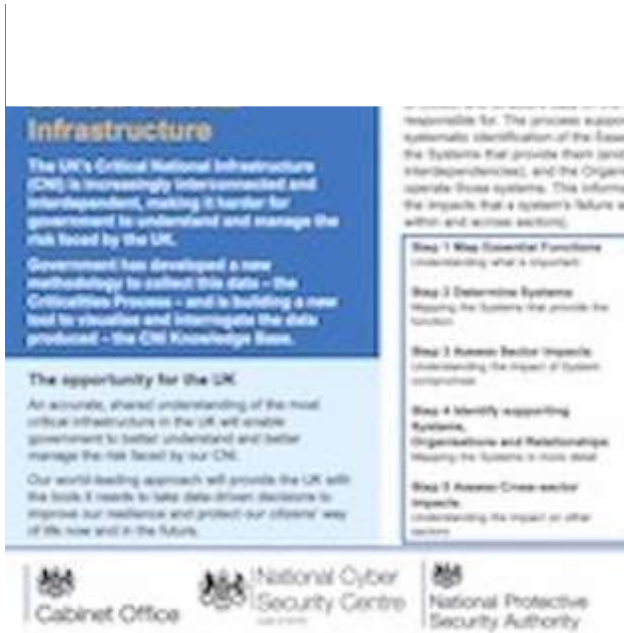 Infrastructure
The UK's Critical National Infrastructure
(CNI) is increasingly interconnected and
interdependent, making it harder for
government to understand and manage the
risk faced by the UK.
Government has developed a new
methodology to collect this data – the
Criticalities Process – and is building a new
tool to visualise and interrogate the data
produced – the CNI Knowledge Base.
The opportunity for the UK
An accurate, shared understanding of the most
critical infrastructure in the UK will enable
government to better understand and better
manage the risk faced by our CNI.
Our world-leading approach will provide the UK with
the tools it needs to take data-driven decisions to
improve our resilience and protect our citizens' way
of life now and in the future.
responsible for. The process
systematic identification of the
the Systems that provide them
interdependencies), and the
operate those systems. This
the impacts that a system's failure
within and across sectors).
Step 1 Map Essential Functions
Understanding what is important
Step 2 Determine Systems
Mapping the Systems that provide the
function
Step 3 Assess Sector Impacts
Understanding the impact of System
compromise
Step 4 Identify supporting
Systems,
Organisations and Relationships
Mapping the Systems in more detail
Step 5 Assess Cross-sector
Impacts
Understanding the impact on other
sectors
Cabinet Office
National Cyber
Security Centre
National Protective
Security Authority